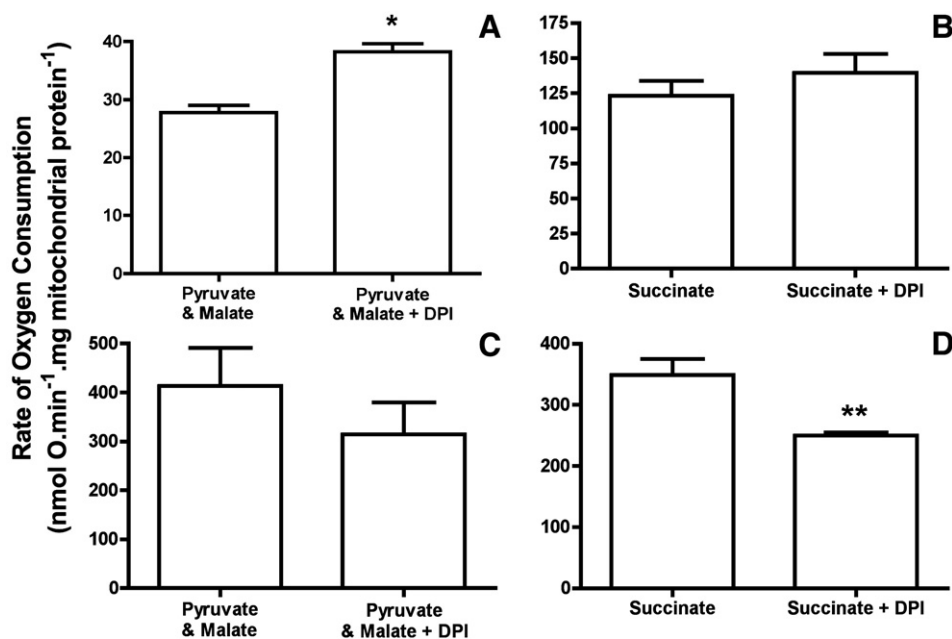 Rate of Oxygen Consumption
(nmol O.min⁻¹.mg mitochondrial protein⁻¹)
A
*
40
30
20
10
0
Pyruvate
& Malate
Pyruvate
& Malate + DPI
B
175
150
125
100
75
50
25
0
Succinate
Succinate + DPI
C
500
400
300
200
100
0
Pyruvate
& Malate
Pyruvate
& Malate + DPI
D
**
400
300
200
100
0
Succinate
Succinate + DPI